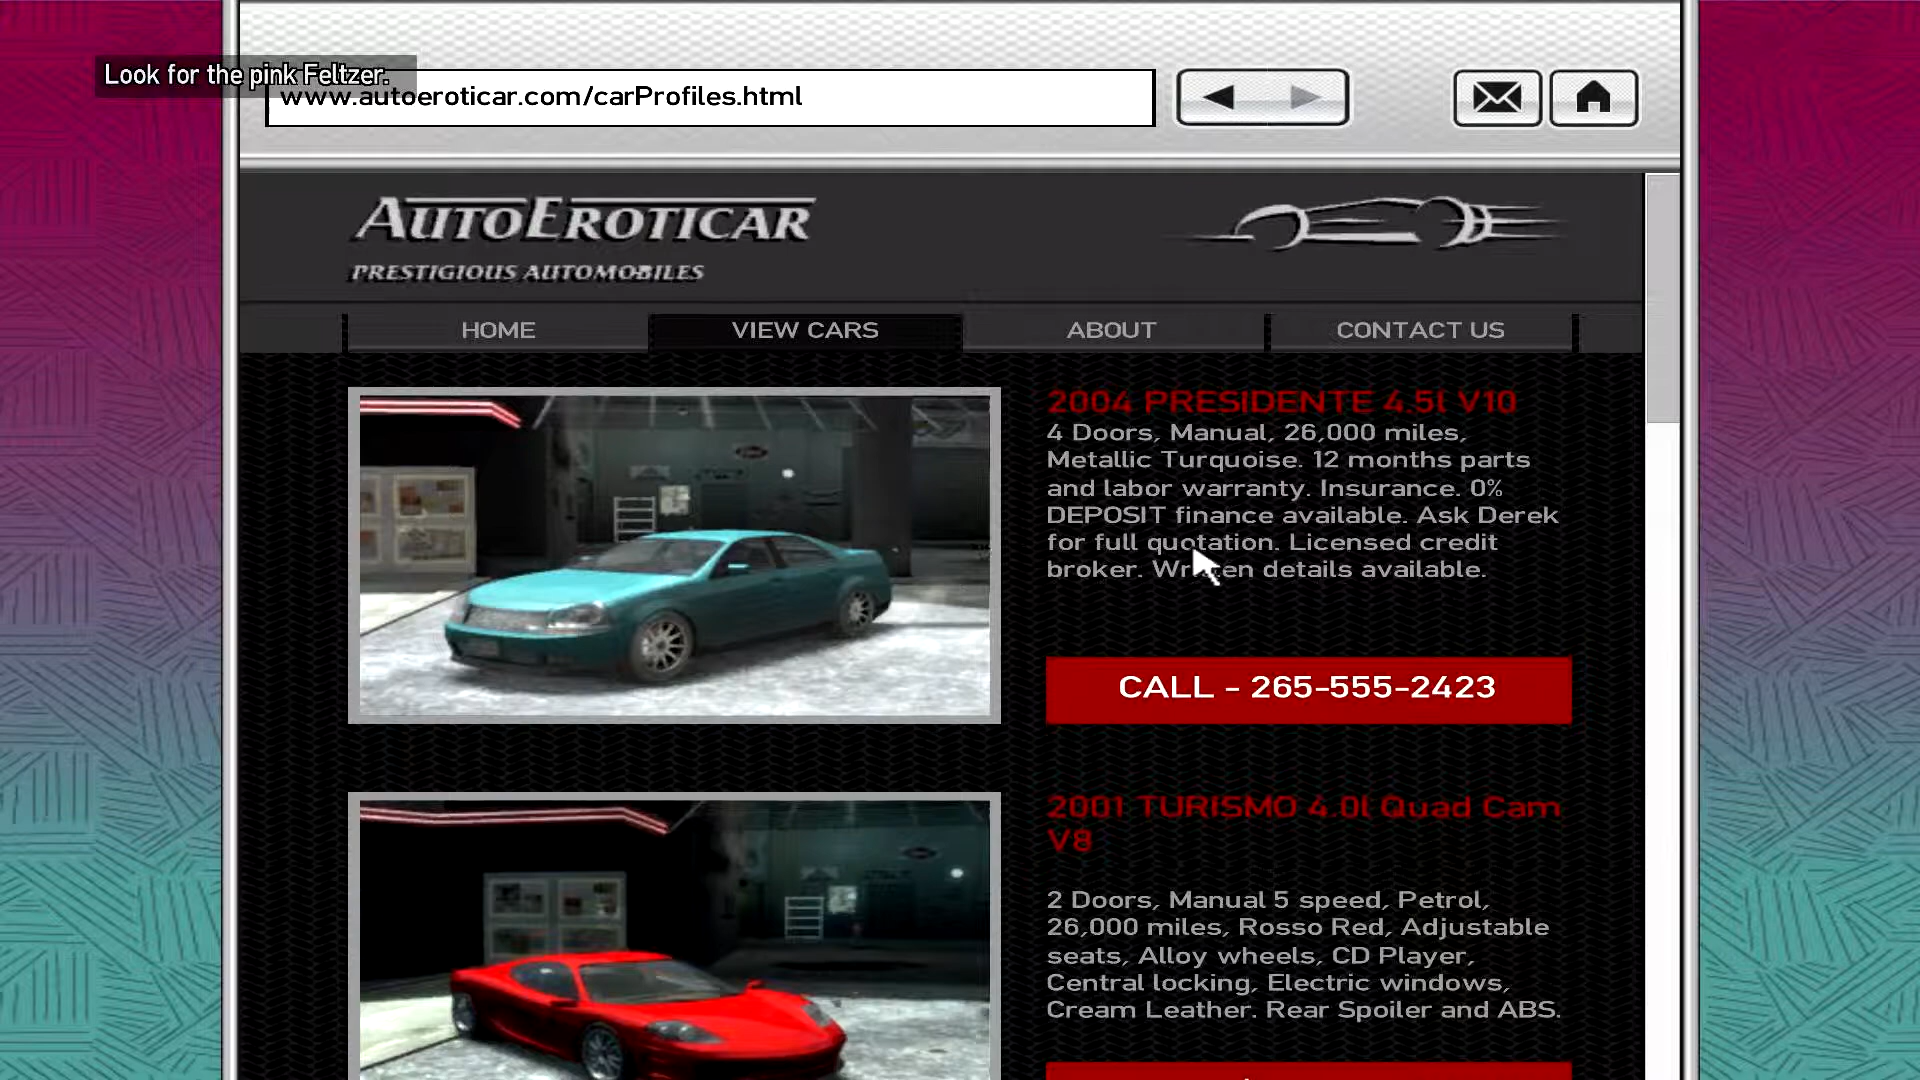 Look for the pink Feltzer.
www.autoeroticar.com/carProfiles.html
AUTOEROTICAR
PRESTIGIOUS AUTOMOBILES
HOME
VIEW CARS
ABOUT
CONTACT US
2004 PRESIDENTE 4.5l V10
4 Doors, Manual, 26,000 miles,
Metallic Turquoise. 12 months parts
and labor warranty. Insurance. 0%
DEPOSIT finance available. Ask Derek
for full quotation. Licensed credit
broker. Written details available.
CALL - 265-555-2423
2001 TURISMO 4.0l Quad Cam
V8
2 Doors, Manual 5 speed, Petrol,
26,000 miles, Rosso Red, Adjustable
seats, Alloy wheels, CD Player,
Central locking, Electric windows,
Cream Leather. Rear Spoiler and ABS.